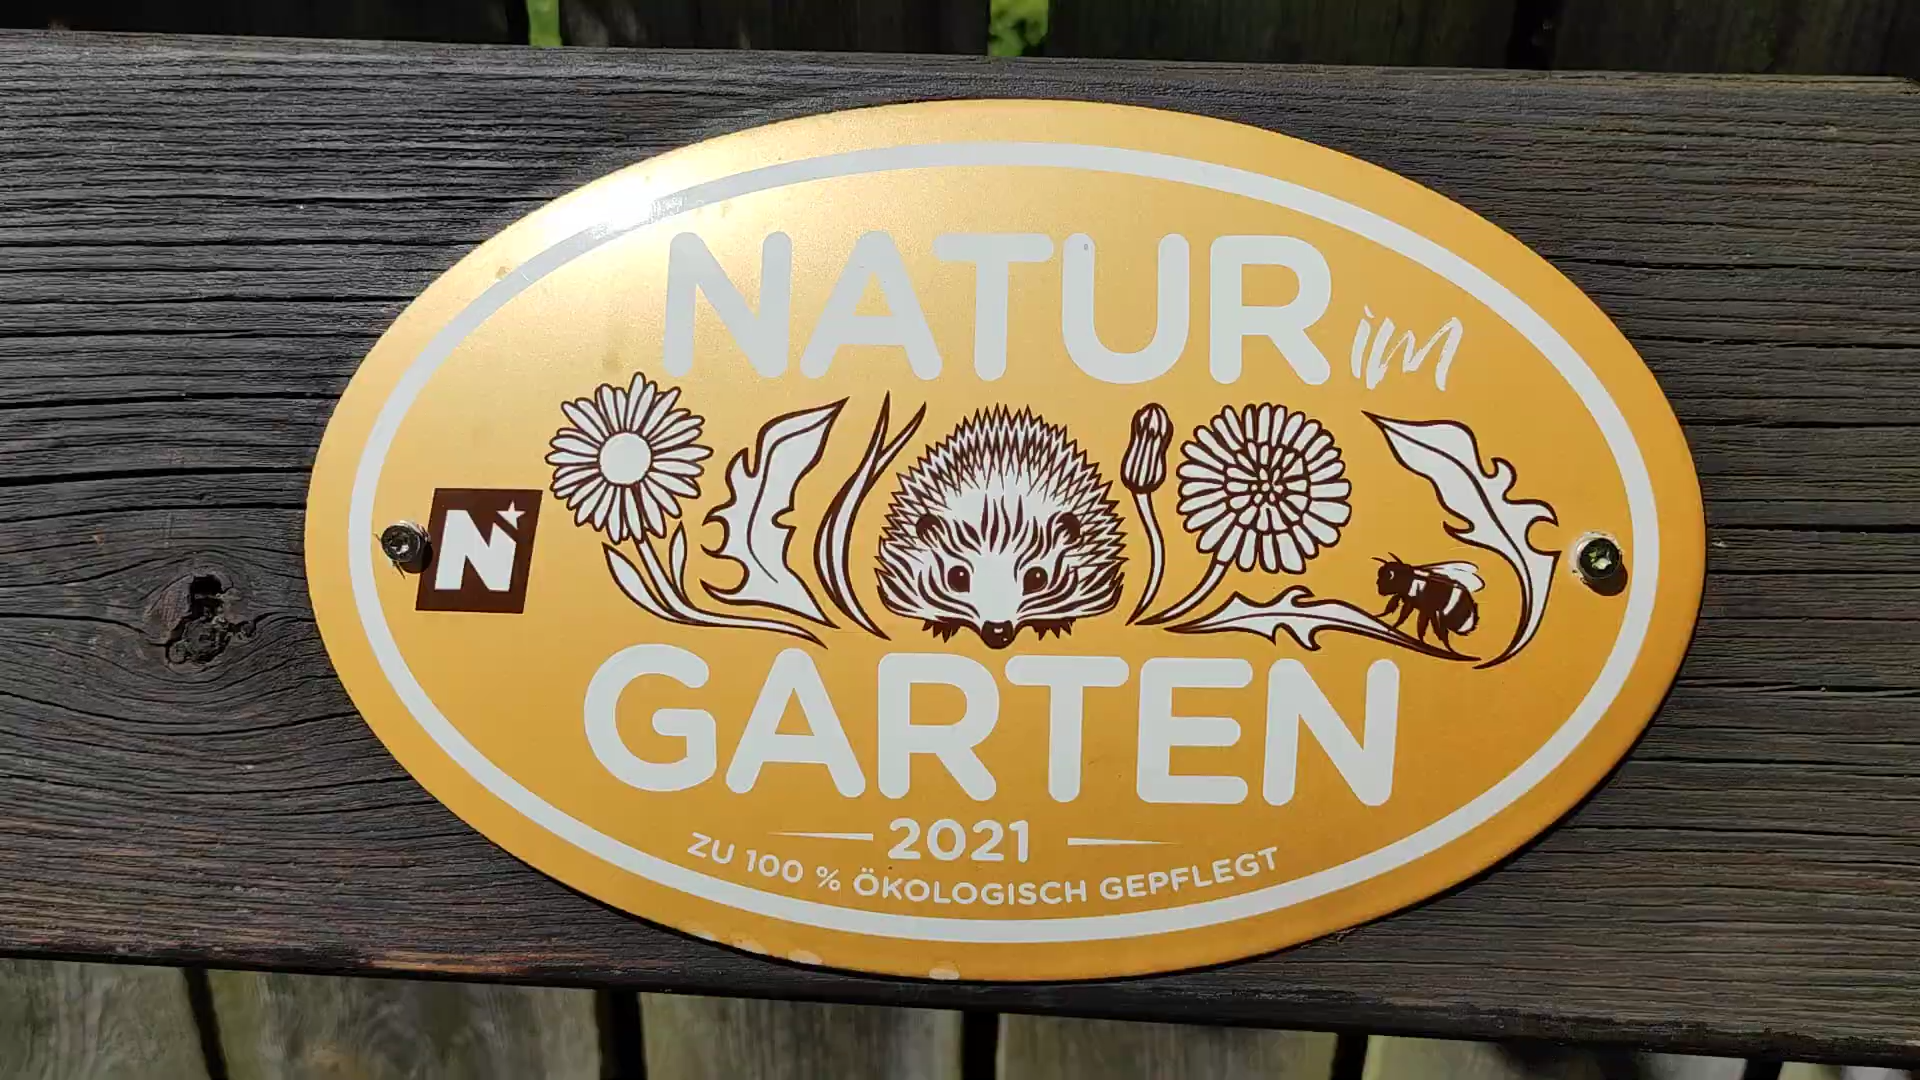 NATUR im
N
GARTEN
2021
ZU 100 % ÖKOLOGISCH GEPFLEGT